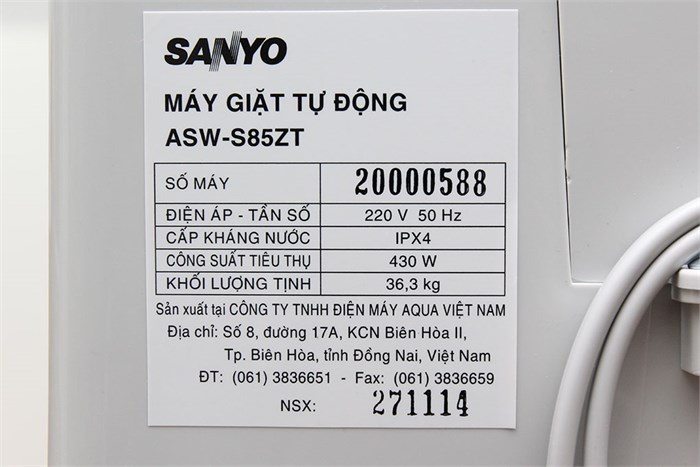 SANYO
MÁY GIẶT TỰ ĐỘNG
ASW-S85ZT
SỐ MÁY 20000588
ĐIỆN ÁP - TẦN SỐ 220 V 50 Hz
CẤP KHÁNG NƯỚC IPX4
CÔNG SUẤT TIÊU THỤ 430 W
KHỐI LƯỢNG TỊNH 36,3 kg
Sản xuất tại CÔNG TY TNHH ĐIỆN MÁY AQUA VIỆT NAM
Địa chỉ: Số 8, đường 17A, KCN Biên Hòa II,
Tp. Biên Hòa, tỉnh Đồng Nai, Việt Nam
ĐT: (061) 3836651 - Fax: (061) 3836659
NSX: 271114